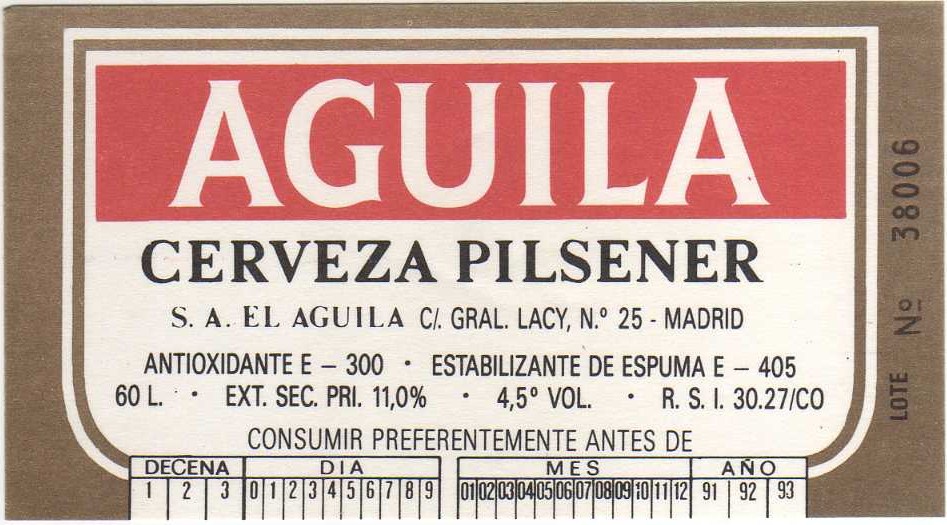 AGUILA
CERVEZA PILSENER
S. A. EL AGUILA C/. GRAL. LACY, N.º 25 - MADRID
ANTIOXIDANTE E – 300 · ESTABILIZANTE DE ESPUMA E – 405
60 L. · EXT. SEC. PRI. 11,0% · 4,5º VOL. · R. S. I. 30.27/CO
CONSUMIR PREFERENTEMENTE ANTES DE
DECENA DIA MES AÑO
1 2 3 0 1 2 3 4 5 6 7 8 9 01 02 03 04 05 06 07 08 09 10 11 12 91 92 93
LOTE Nº 38006